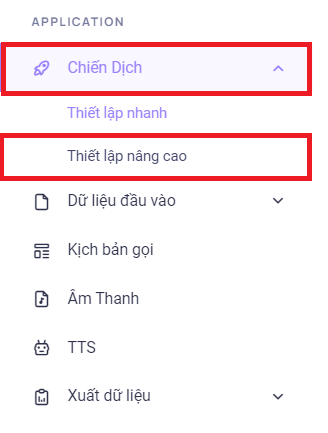 APPLICATION
Chiến Dịch
Thiết lập nhanh
Thiết lập nâng cao
Dữ liệu đầu vào
Kịch bản gọi
Âm Thanh
TTS
Xuất dữ liệu